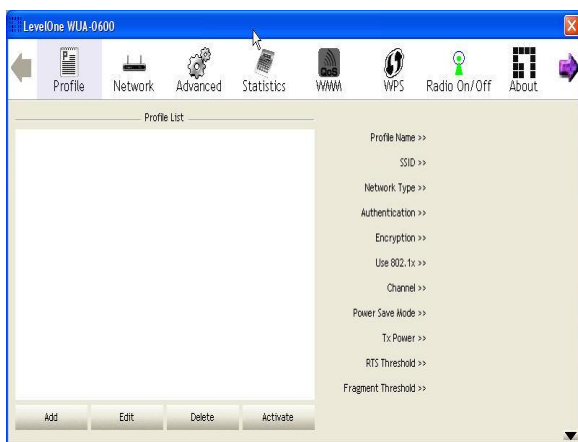 LevelOne WUA-0600
Profile Network Advanced Statistics WMM WPS Radio On/Off About
QoS
Profile List
Profile Name >>
SSID >>
Network Type >>
Authentication >>
Encryption >>
Use 802.1x >>
Channel >>
Power Save Mode >>
Tx Power >>
RTS Threshold >>
Fragment Threshold >>
Add Edit Delete Activate